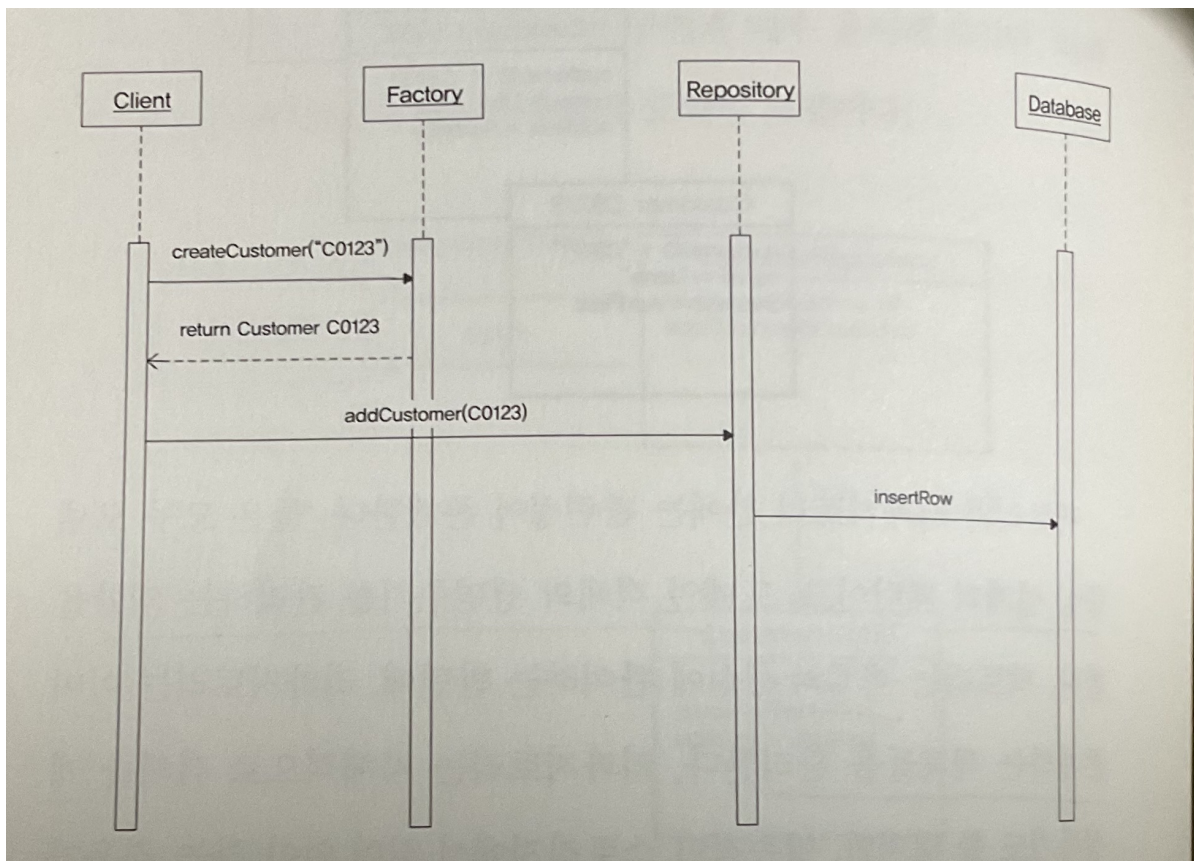 Client
Factory
Repository
Database
createCustomer("C0123")
return Customer C0123
addCustomer(C0123)
insertRow